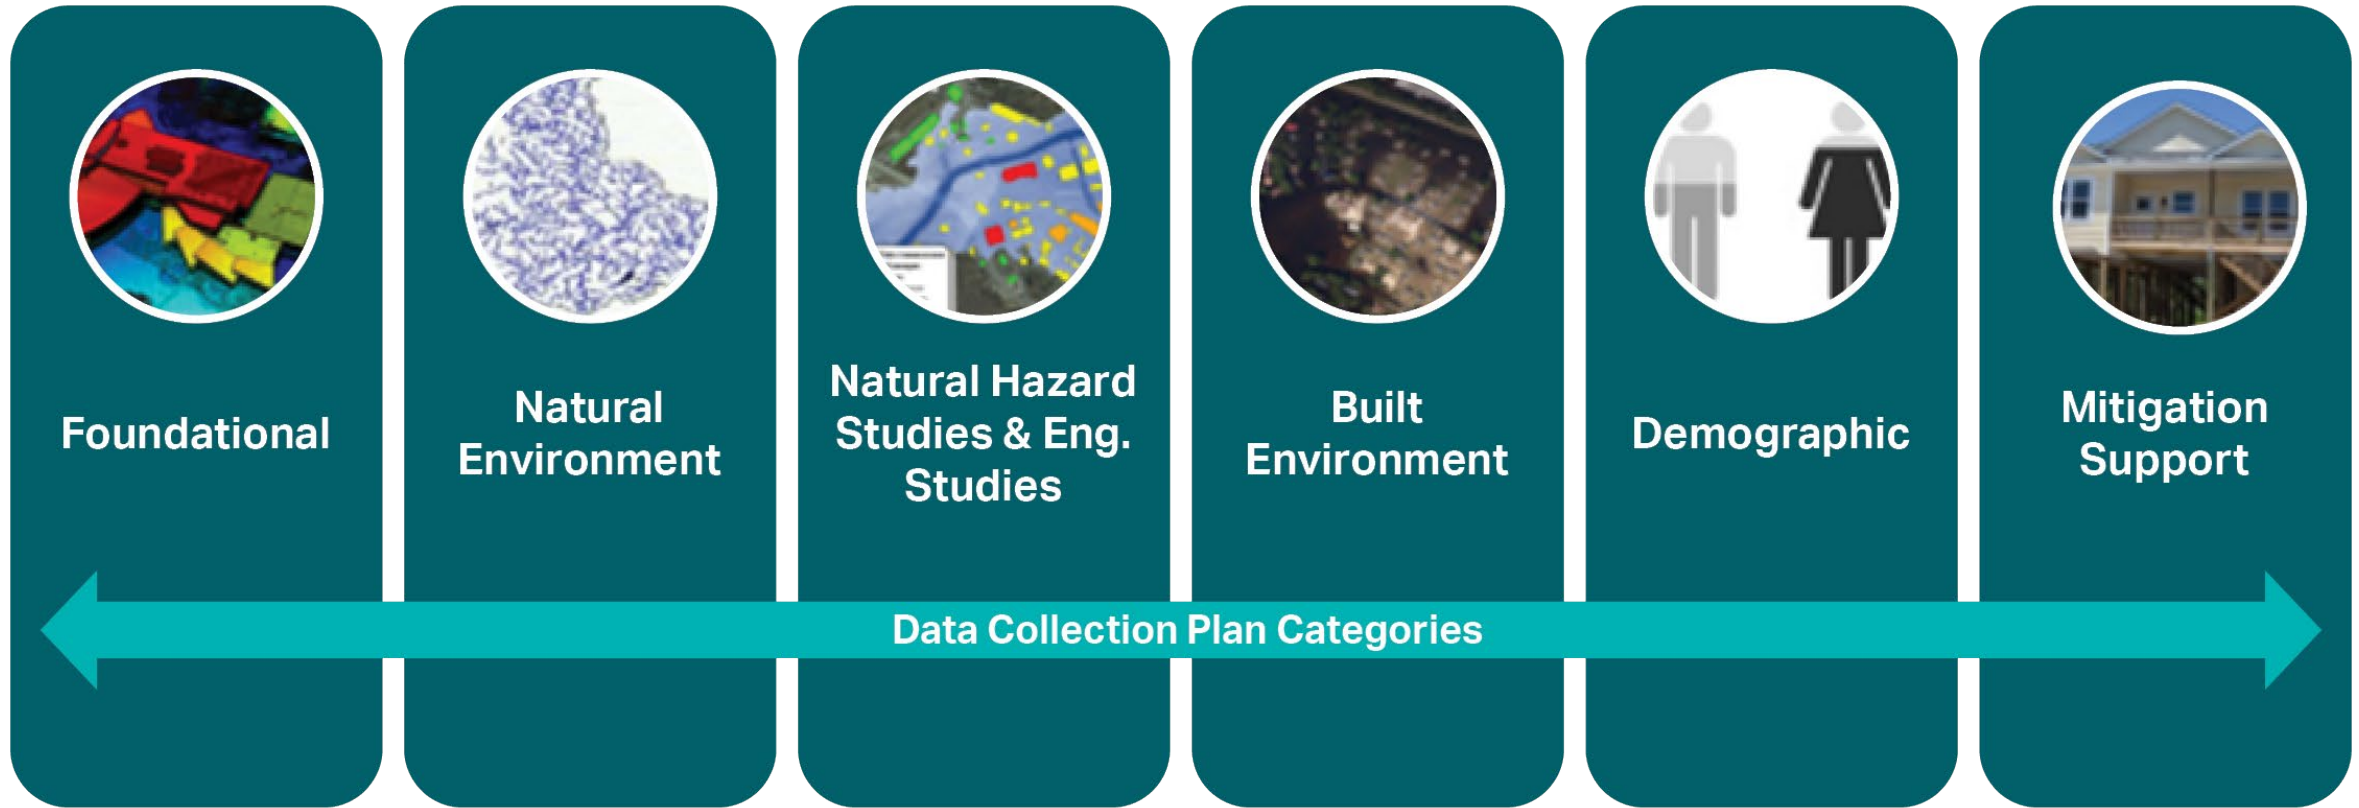 Foundational
Natural
Environment
Natural Hazard
Studies & Eng.
Studies
Built
Environment
Demographic
Mitigation
Support
Data Collection Plan Categories